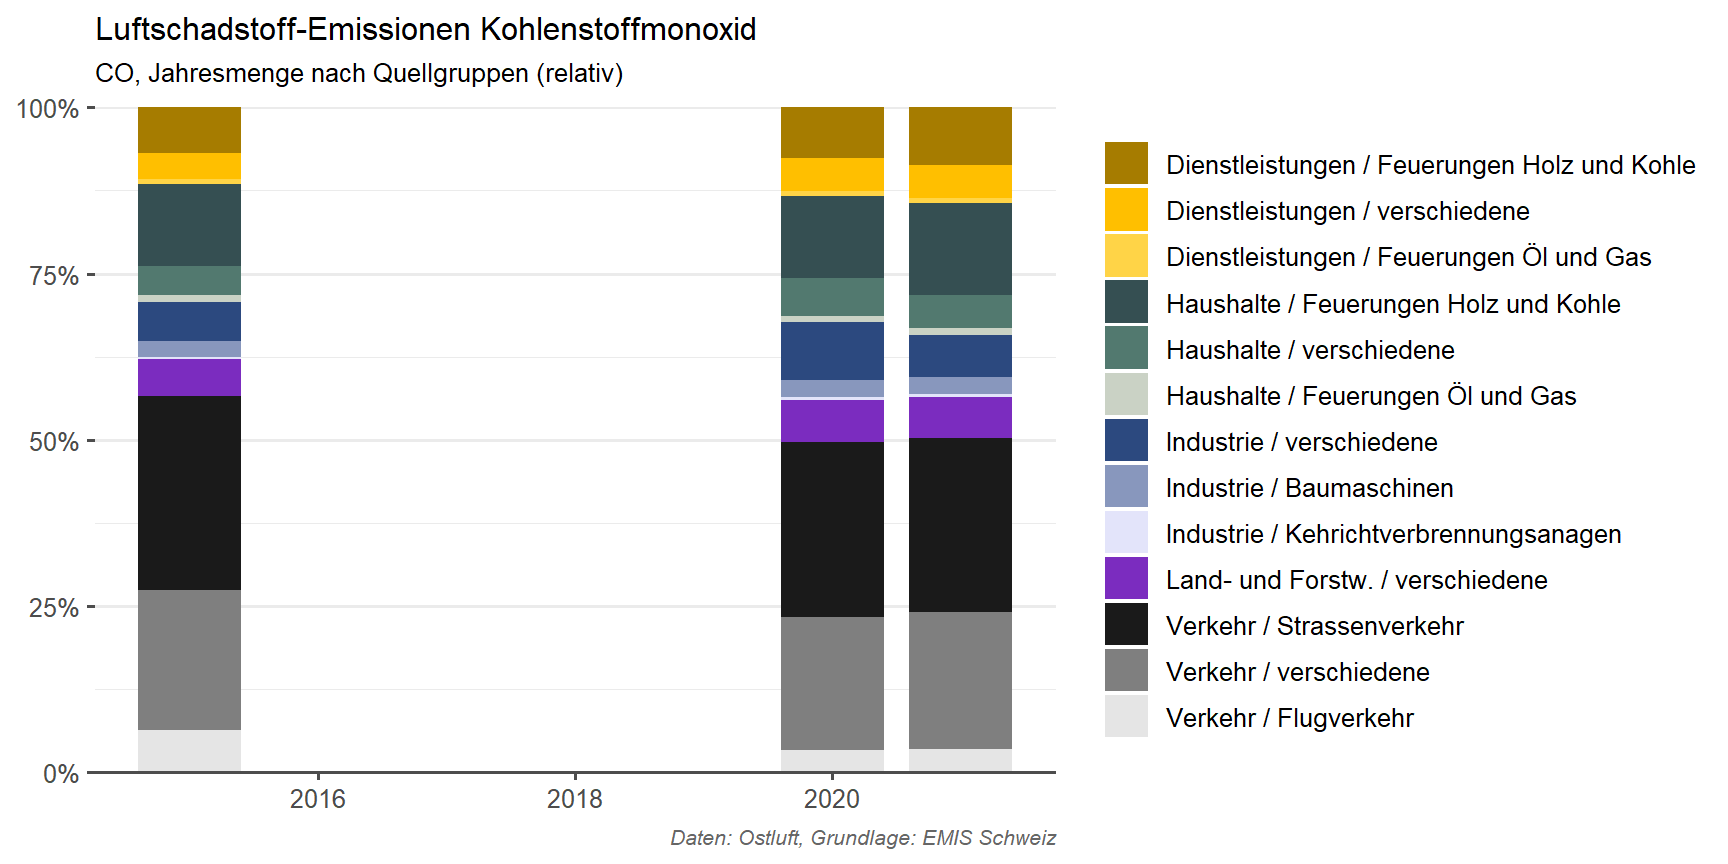 Luftschadstoff-Emissionen Kohlenstoffmonoxid
CO, Jahresmenge nach Quellgruppen (relativ)
100%
75%
50%
25%
0%
2016
2018
2020
Dienstleistungen / Feuerungen Holz und Kohle
Dienstleistungen / verschiedene
Dienstleistungen / Feuerungen Öl und Gas
Haushalte / Feuerungen Holz und Kohle
Haushalte / verschiedene
Haushalte / Feuerungen Öl und Gas
Industrie / verschiedene
Industrie / Baumaschinen
Industrie / Kehrichtverbrennungsanagen
Land- und Forstw. / verschiedene
Verkehr / Strassenverkehr
Verkehr / verschiedene
Verkehr / Flugverkehr
Daten: Ostluft, Grundlage: EMIS Schweiz